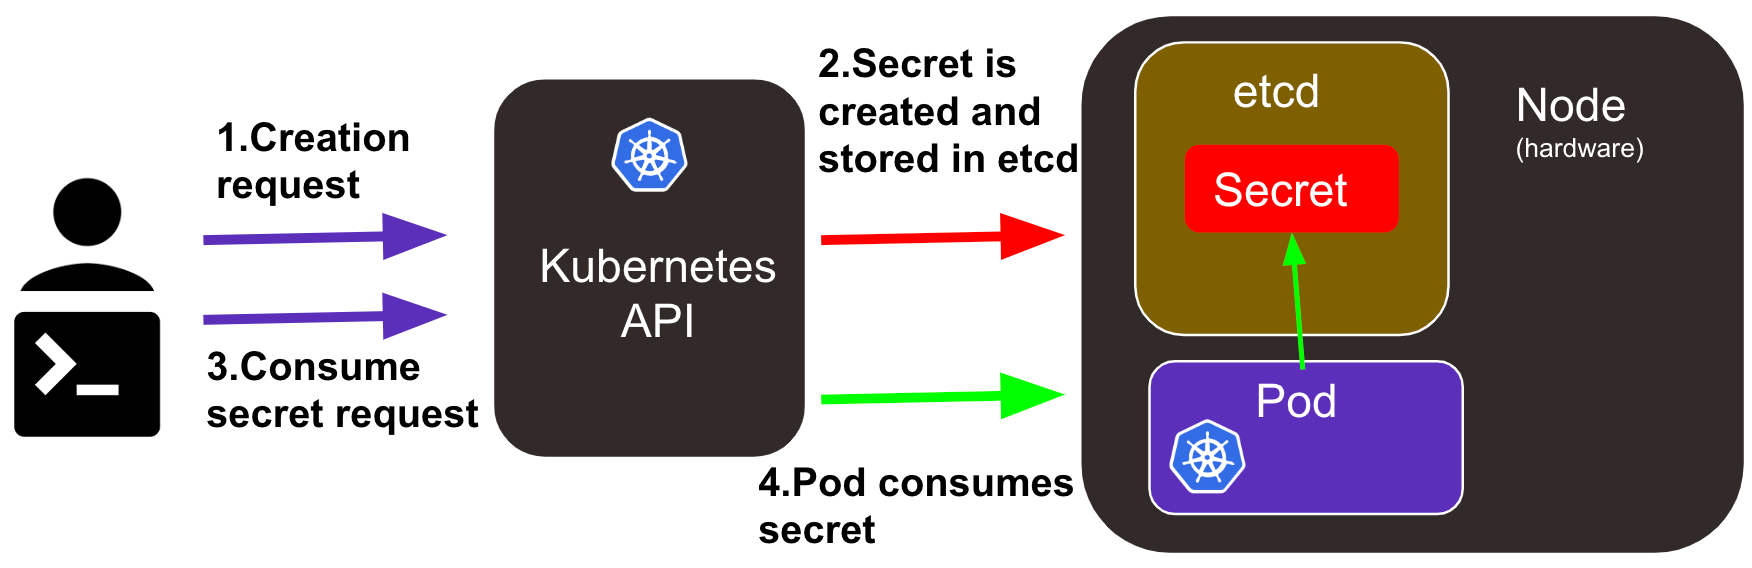 1.Creation
request
3.Consume
secret request
Kubernetes
API
2.Secret is
created and
stored in etcd
4.Pod consumes
secret
etcd
Secret
Node
(hardware)
Pod